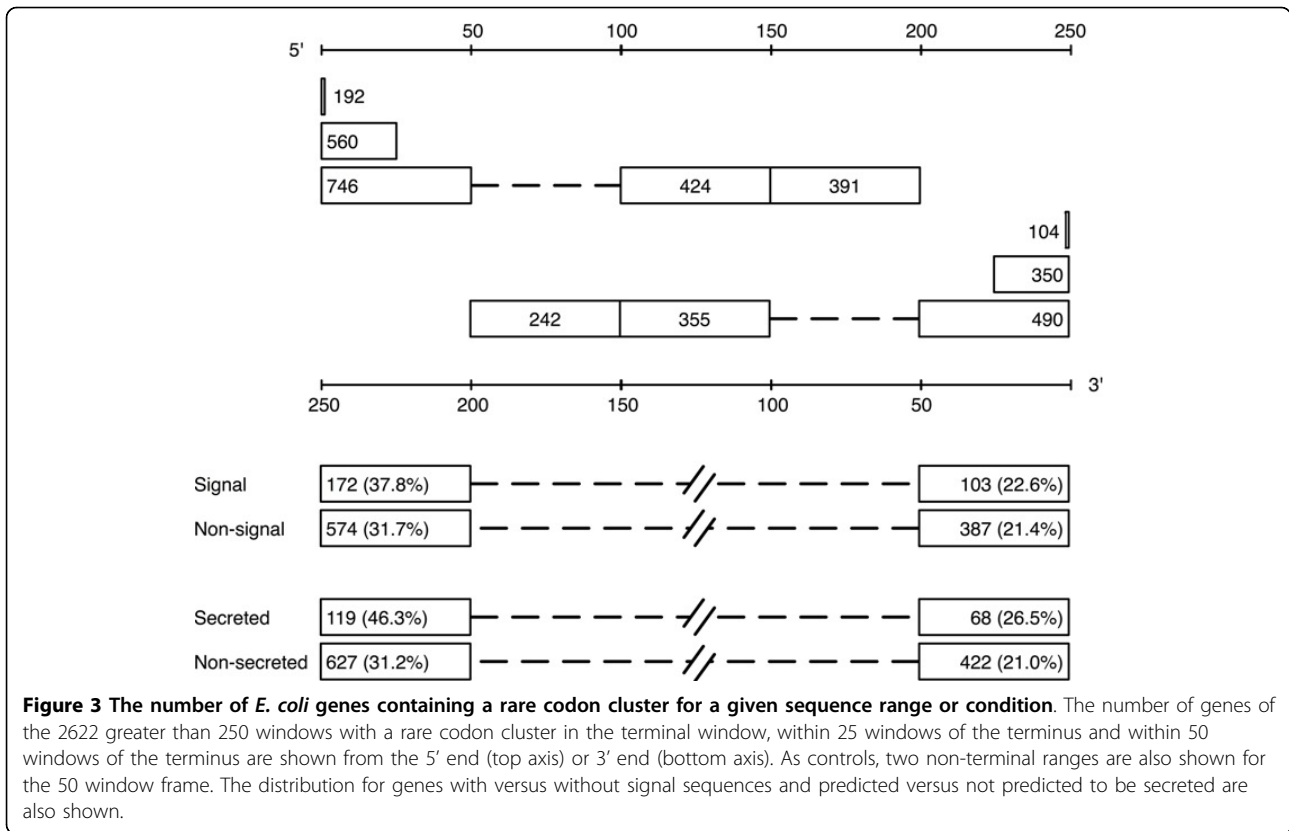 50 100 150 200 250
5'
192
560
746 424 391
104
350
242 355 490
3'
250 200 150 100 50
Signal 172 (37.8%) 103 (22.6%)
Non-signal 574 (31.7%) 387 (21.4%)
Secreted 119 (46.3%) 68 (26.5%)
Non-secreted 627 (31.2%) 422 (21.0%)
Figure 3 The number of E. coli genes containing a rare codon cluster for a given sequence range or condition. The number of genes of
the 2622 greater than 250 windows with a rare codon cluster in the terminal window, within 25 windows of the terminus and within 50
windows of the terminus are shown from the 5’ end (top axis) or 3’ end (bottom axis). As controls, two non-terminal ranges are also shown for
the 50 window frame. The distribution for genes with versus without signal sequences and predicted versus not predicted to be secreted are
also shown.